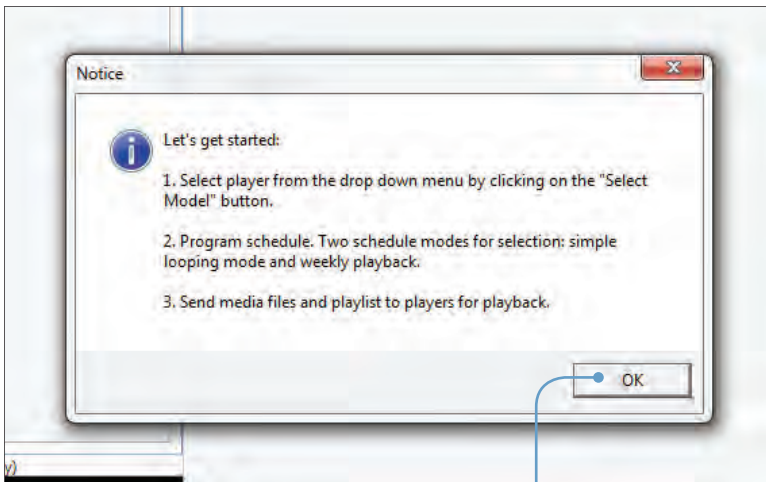 Notice
Let's get started:
1. Select player from the drop down menu by clicking on the "Select
Model" button.
2. Program schedule. Two schedule modes for selection: simple
looping mode and weekly playback.
3. Send media files and playlist to players for playback.
OK
y)